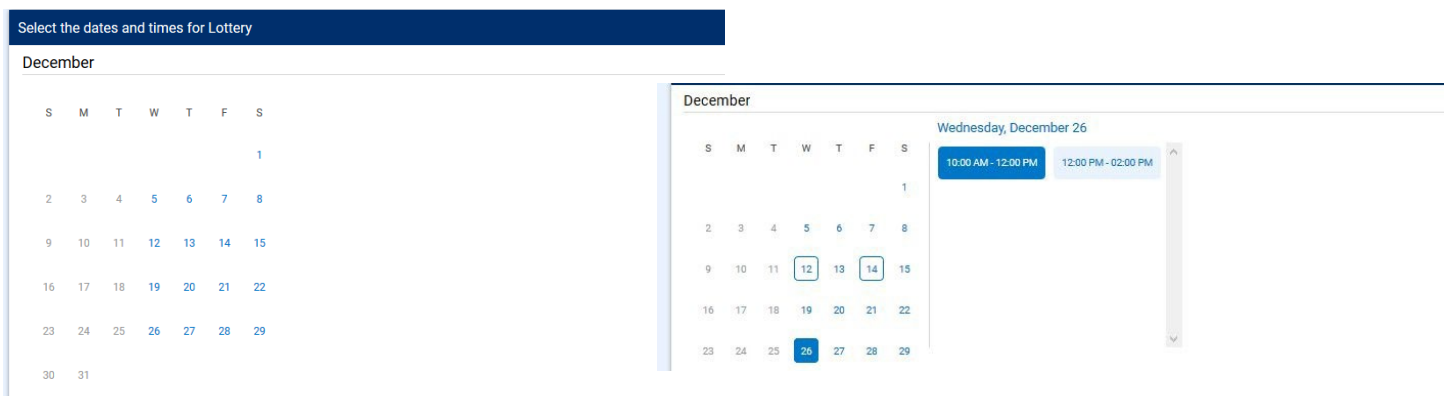 Select the dates and times for Lottery
December
S M T W T F S
1
2 3 4 5 6 7 8
9 10 11 12 13 14 15
16 17 18 19 20 21 22
23 24 25 26 27 28 29
30 31
December
Wednesday, December 26
S M T W T F S
10:00 AM - 12:00 PM 12:00 PM - 02:00 PM
1
2 3 4 5 6 7 8
9 10 11 12 13 14 15
16 17 18 19 20 21 22
23 24 25 26 27 28 29